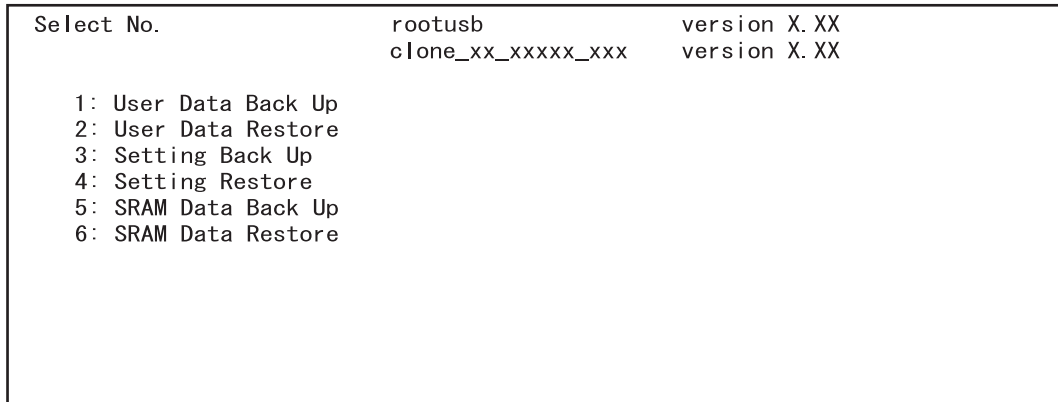 Select No. rootusb version X.XX
clone_xx_xxxxx_xxx version X.XX
1: User Data Back Up
2: User Data Restore
3: Setting Back Up
4: Setting Restore
5: SRAM Data Back Up
6: SRAM Data Restore